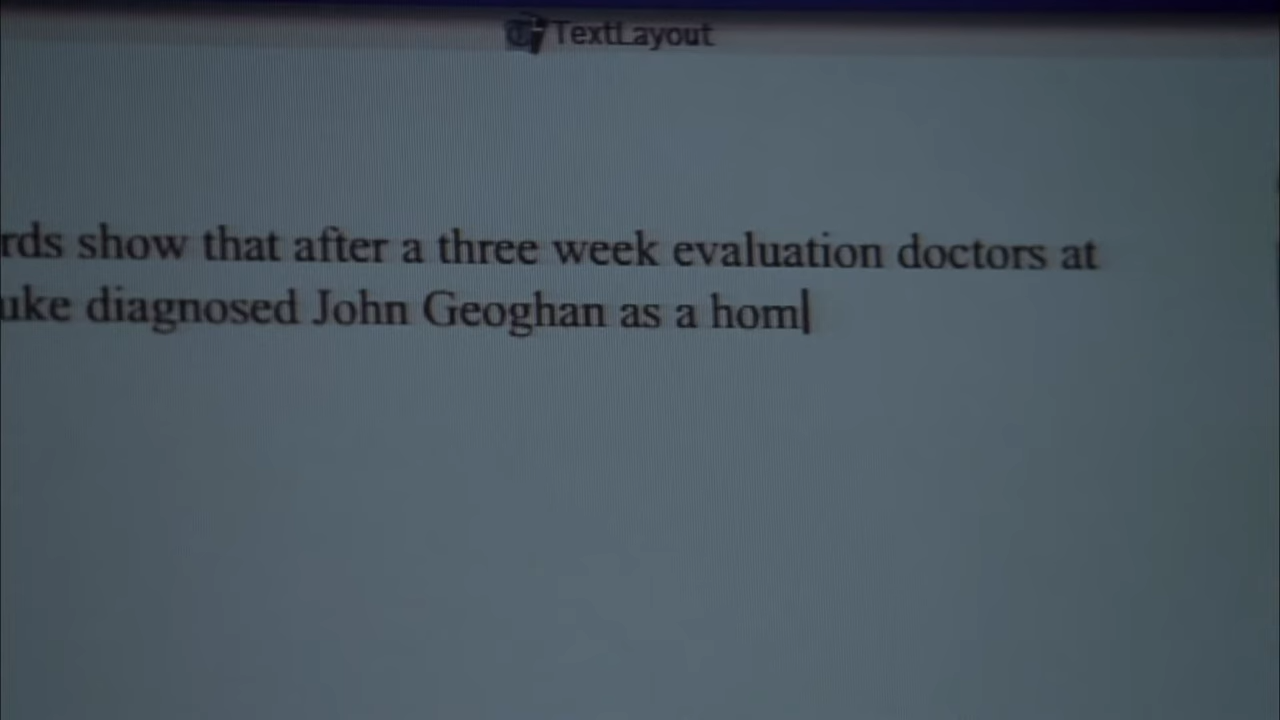 TextLayout
rds show that after a three week evaluation doctors at
uke diagnosed John Geoghan as a hom